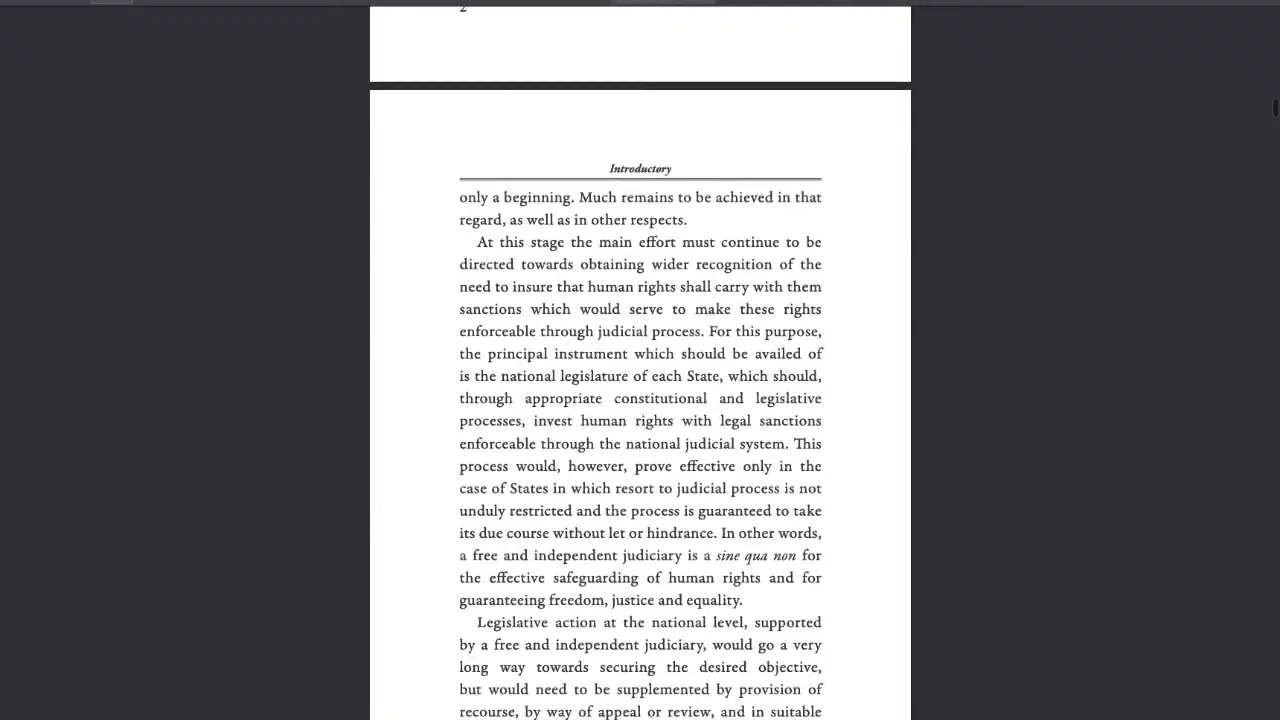 2
Introductory
only a beginning. Much remains to be achieved in that
regard, as well as in other respects.
At this stage the main effort must continue to be
directed towards obtaining wider recognition of the
need to insure that human rights shall carry with them
sanctions which would serve to make these rights
enforceable through judicial process. For this purpose,
the principal instrument which should be availed of
is the national legislature of each State, which should,
through appropriate constitutional and legislative
processes, invest human rights with legal sanctions
enforceable through the national judicial system. This
process would, however, prove effective only in the
case of States in which resort to judicial process is not
unduly restricted and the process is guaranteed to take
its due course without let or hindrance. In other words,
a free and independent judiciary is a sine qua non for
the effective safeguarding of human rights and for
guaranteeing freedom, justice and equality.
Legislative action at the national level, supported
by a free and independent judiciary, would go a very
long way towards securing the desired objective,
but would need to be supplemented by provision of
recourse, by way of appeal or review, and in suitable